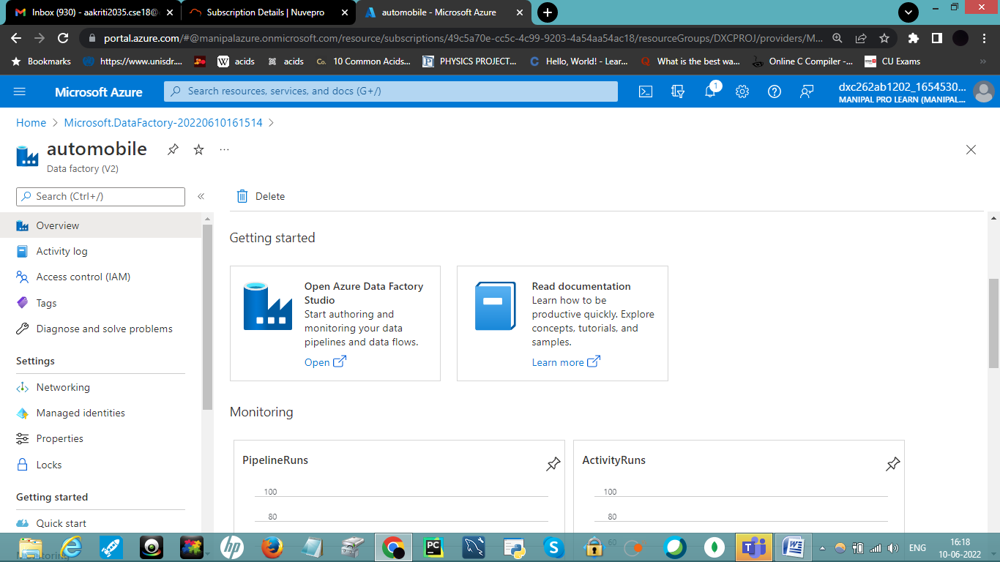 Inbox (930) - aakriti2035.cse18@
Subscription Details | Nuvepro
automobile - Microsoft Azure
portal.azure.com/#@manipalazure.onmicrosoft.com/resource/subscriptions/49c5a70e-cc5c-4c99-9203-4a54aa54ac18/resourceGroups/DXCPROJ/providers/M...
Bookmarks
https://www.unisdr....
acids
acids
10 Common Acids...
PHYSICS PROJECT...
Hello, World! - Lear...
What is the best wa...
Online C Compiler -...
CU Exams
Microsoft Azure
Search resources, services, and docs (G+/)
1
dxc262ab1202_1654530...
MANIPAL PRO LEARN (MANIPAL...
Home > Microsoft.DataFactory-20220610161514 >
automobile
...
Data factory (V2)
Search (Ctrl+/)
«
Delete
Overview
Activity log
Access control (IAM)
Tags
Diagnose and solve problems
Settings
Networking
Managed identities
Properties
Locks
Getting started
Quick start
Getting started
Open Azure Data Factory
Studio
Start authoring and
monitoring your data
pipelines and data flows.
Open
Read documentation
Learn how to be
productive quickly. Explore
concepts, tutorials, and
samples.
Learn more
Monitoring
PipelineRuns
100
80
ActivityRuns
100
80
60
Monitoring
ENG
16:18
10-06-2022